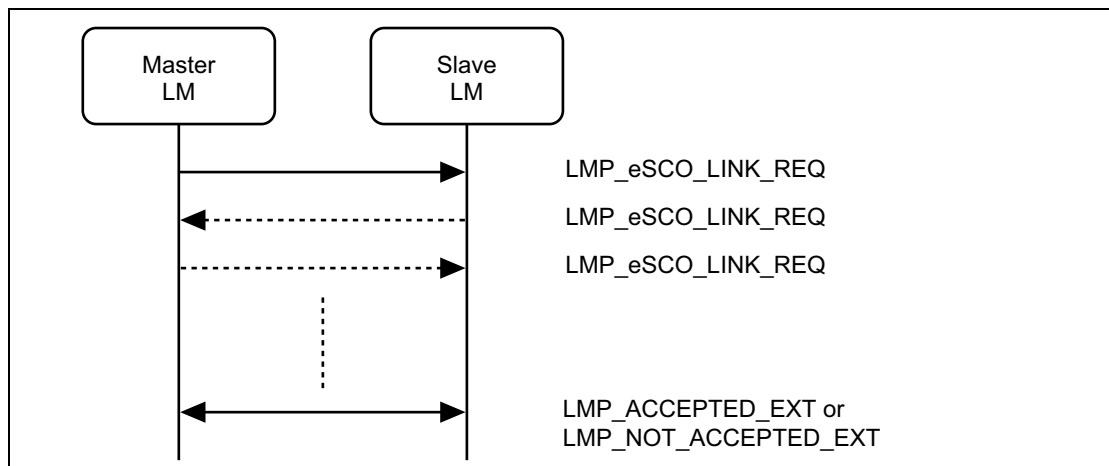 Master
LM
Slave
LM
LMP_eSCO_LINK_REQ
LMP_eSCO_LINK_REQ
LMP_eSCO_LINK_REQ
LMP_ACCEPTED_EXT or
LMP_NOT_ACCEPTED_EXT